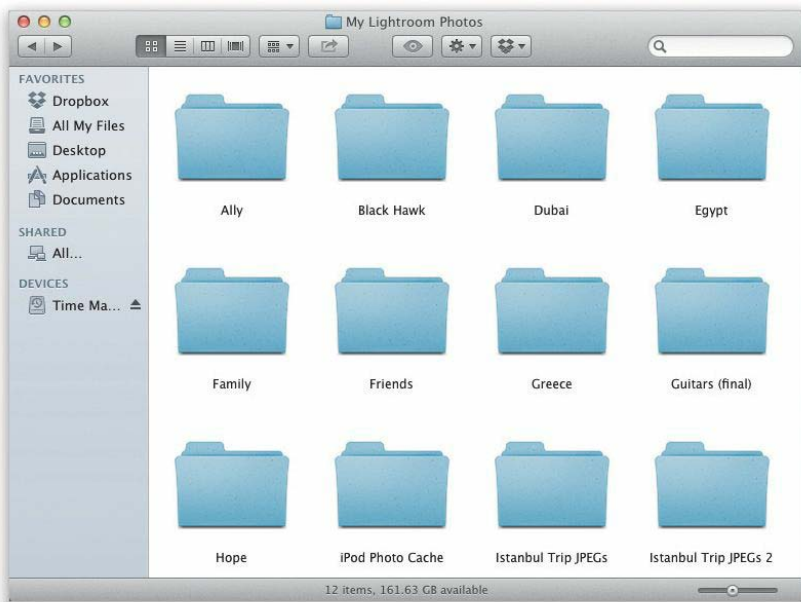 My Lightroom Photos
FAVORITES
Dropbox
All My Files
Desktop
Applications
Documents
SHARED
All...
DEVICES
Time Ma...
Ally
Black Hawk
Dubai
Egypt
Family
Friends
Greece
Guitars (final)
Hope
iPod Photo Cache
Istanbul Trip JPEGs
Istanbul Trip JPEGs 2
12 items, 161.63 GB available